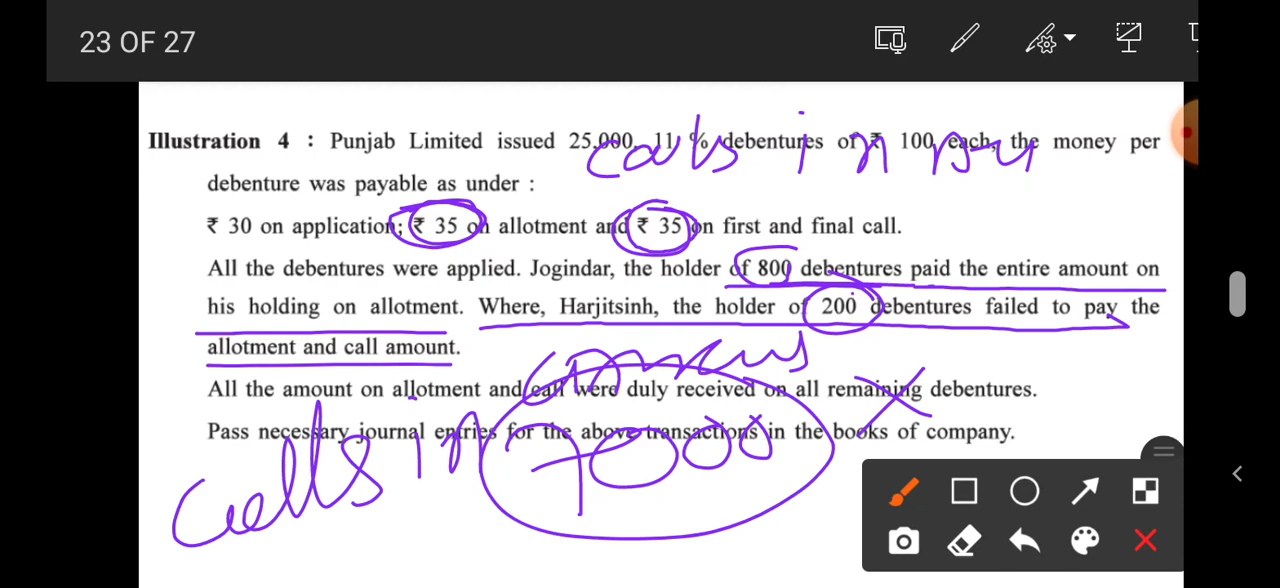 23 OF 27
Illustration 4 : Punjab Limited issued 25,000, 11 % debentures of ₹ 100 each, the money per
debenture was payable as under :
₹ 30 on application; ₹ 35 on allotment and ₹ 35 on first and final call.
All the debentures were applied. Jogindar, the holder of 800 debentures paid the entire amount on
his holding on allotment. Where, Harjitsinh, the holder of 200 debentures failed to pay the
allotment and call amount.
All the amount on allotment and call were duly received on all remaining debentures.
Pass necessary journal entries for the above transactions in the books of company.
calls in
calls in
7000